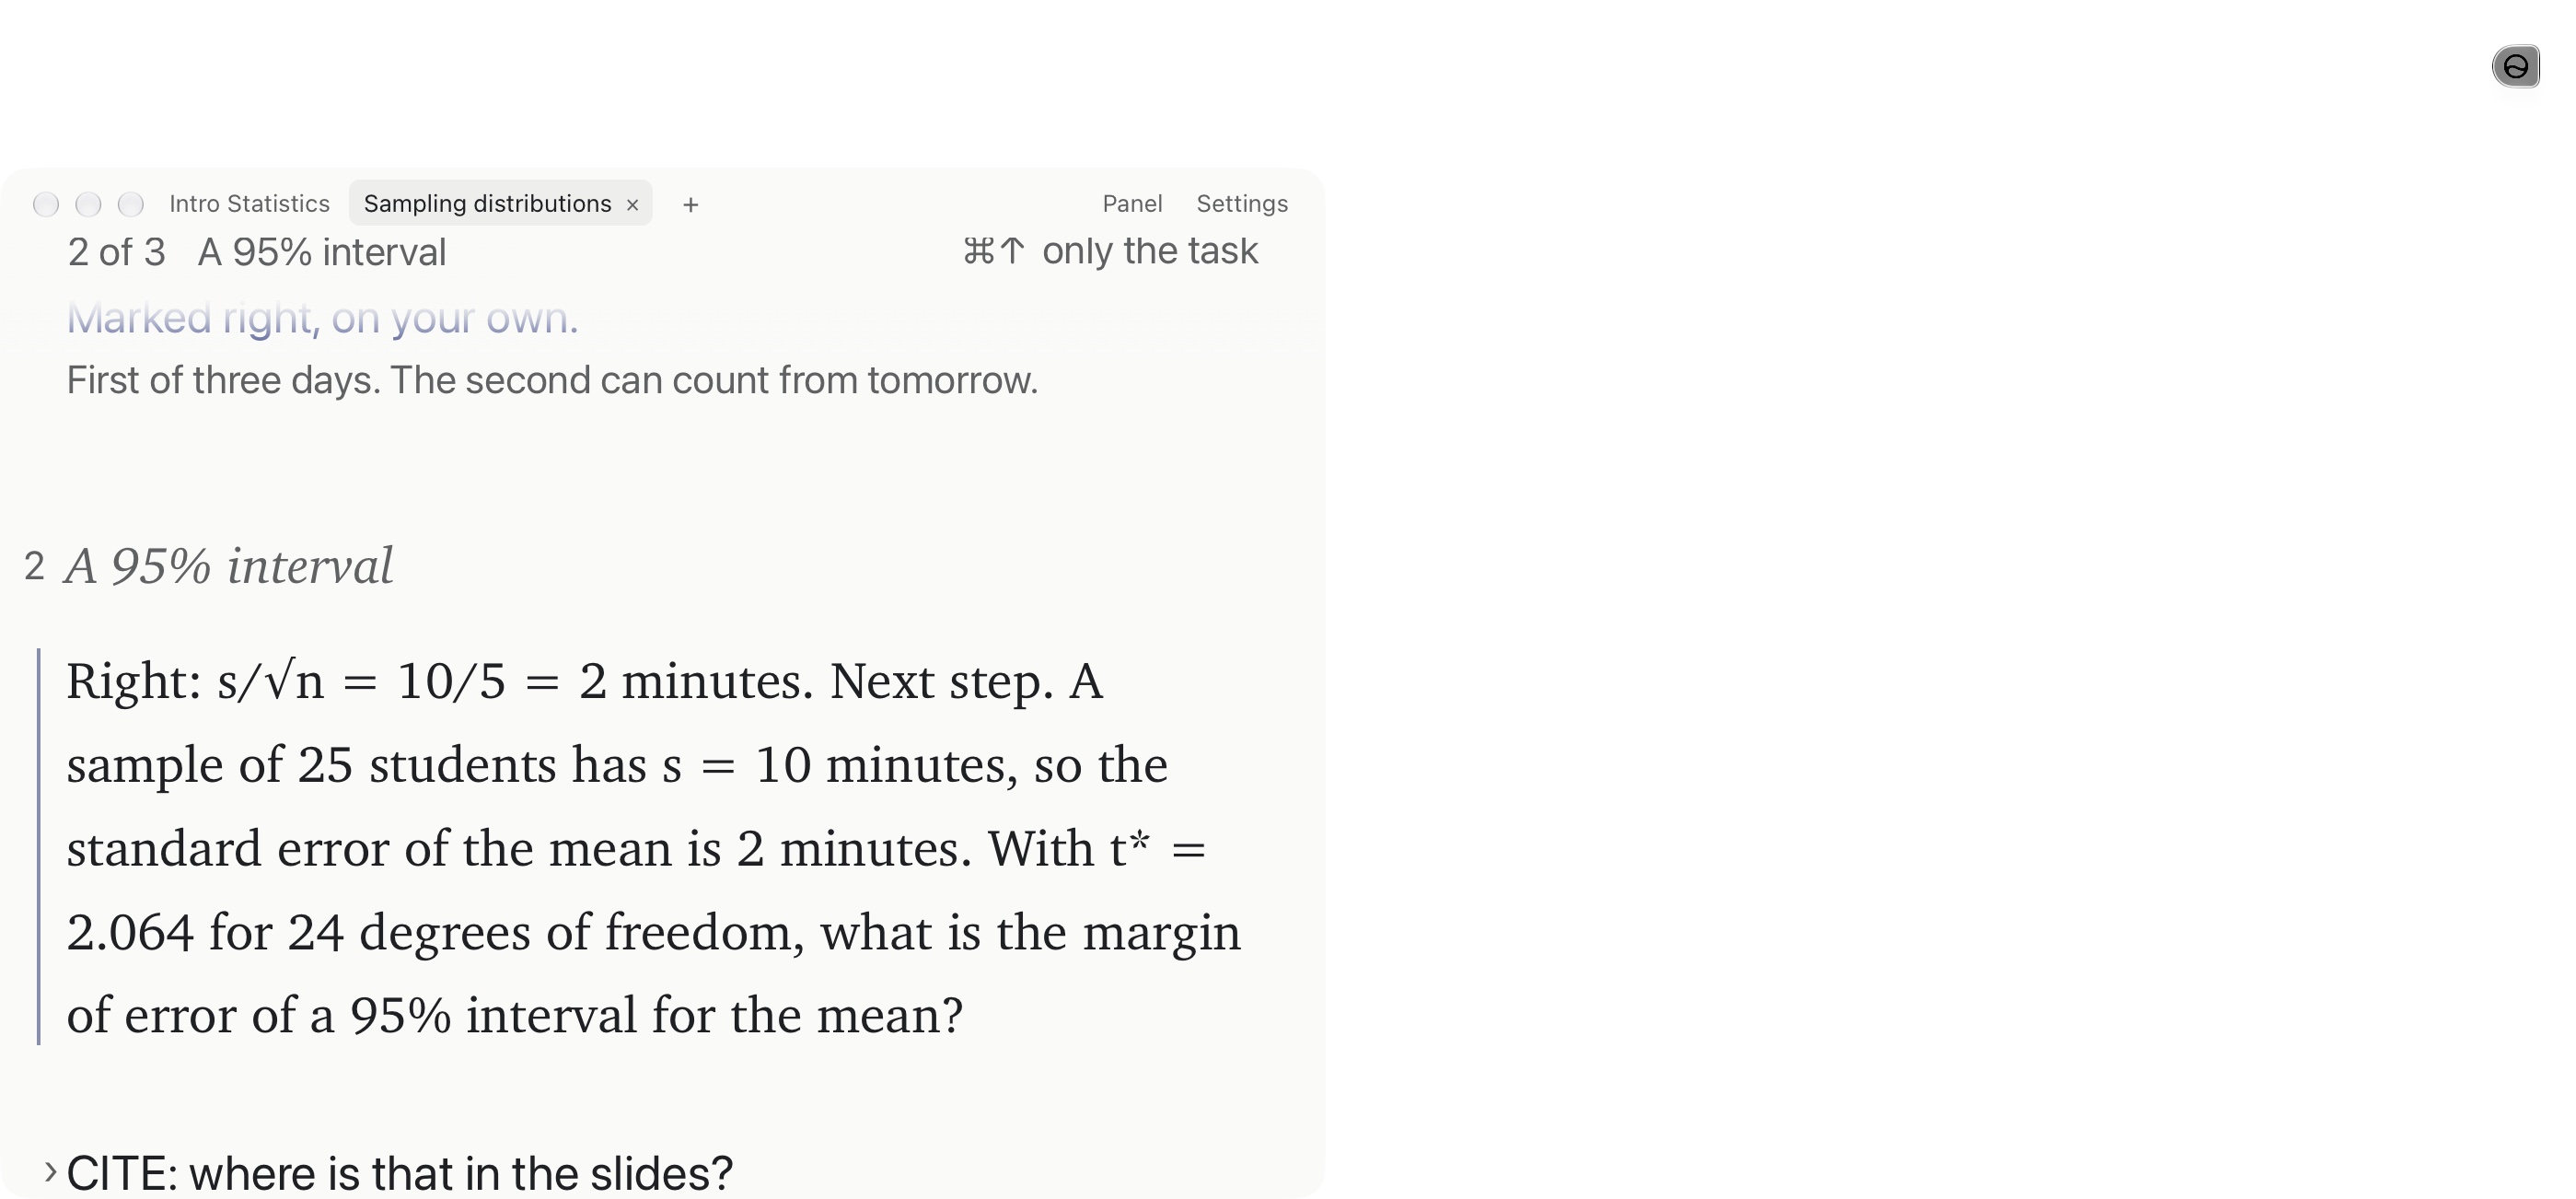 Intro Statistics Sampling distributions × + Panel Settings
2 of 3 A 95% interval ⌘↑ only the task
Marked right, on your own.
First of three days. The second can count from tomorrow.
2 A 95% interval
Right: s/√n = 10/5 = 2 minutes. Next step. A
sample of 25 students has s = 10 minutes, so the
standard error of the mean is 2 minutes. With t* =
2.064 for 24 degrees of freedom, what is the margin
of error of a 95% interval for the mean?
› CITE: where is that in the slides?